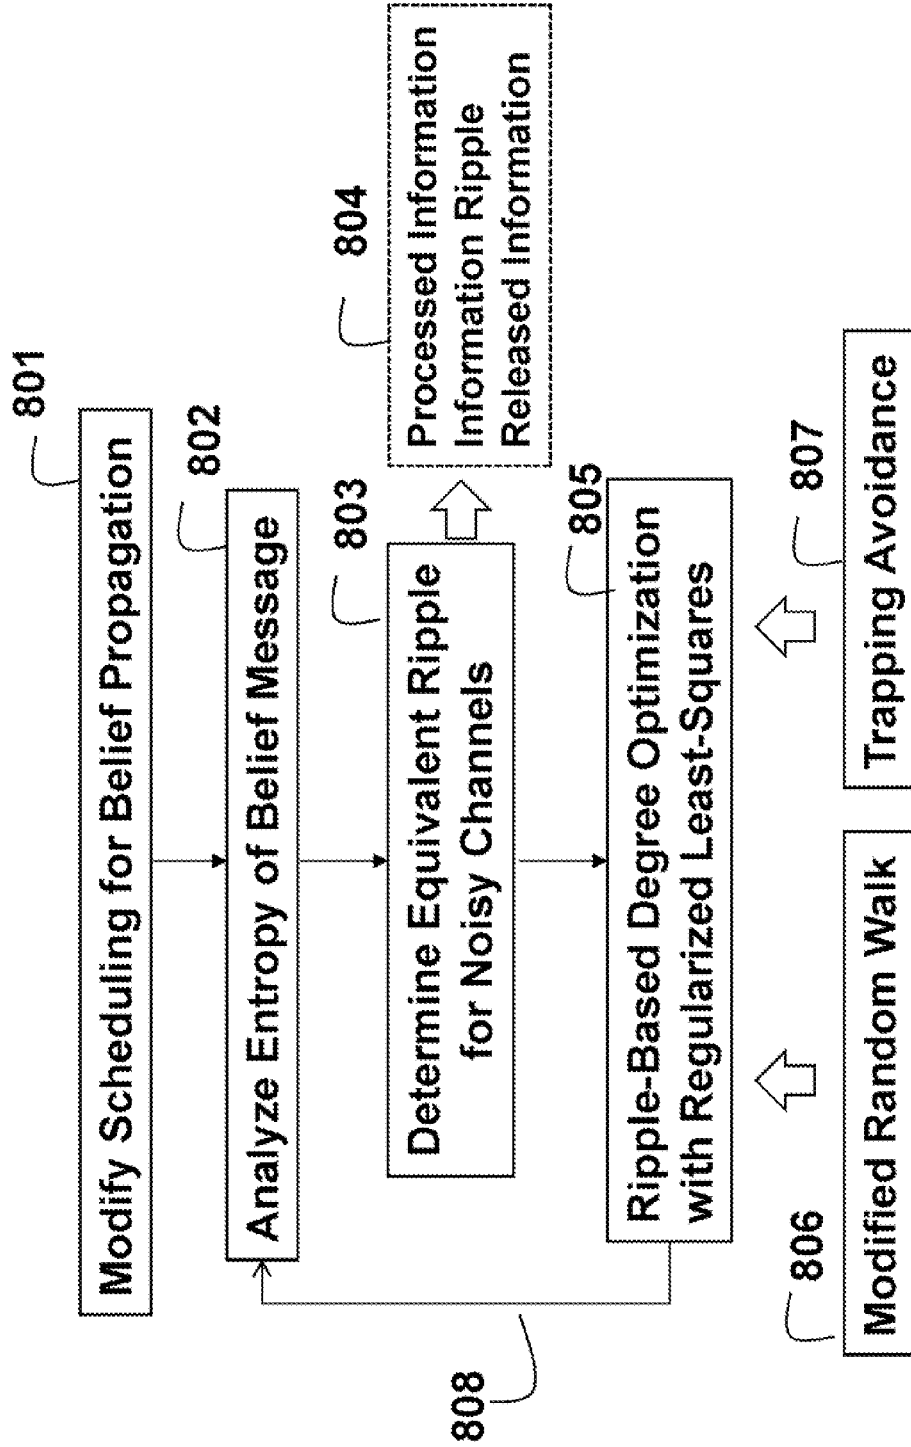 801
Modify Scheduling for Belief Propagation
802
Analyze Entropy of Belief Message
803
Determine Equivalent Ripple
for Noisy Channels
804
Processed Information
Information Ripple
Released Information
805
Ripple-Based Degree Optimization
with Regularized Least-Squares
808
806
Modified Random Walk
807
Trapping Avoidance